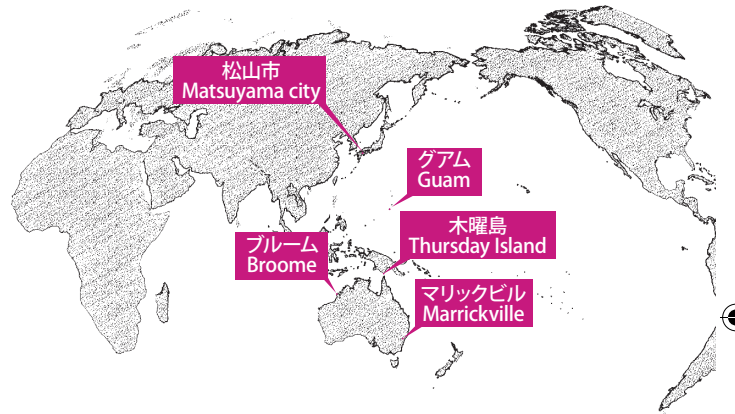 松山市
Matsuyama city
グアム
Guam
木曜島
Thursday Island
ブルーム
Broome
マリックビル
Marrickville